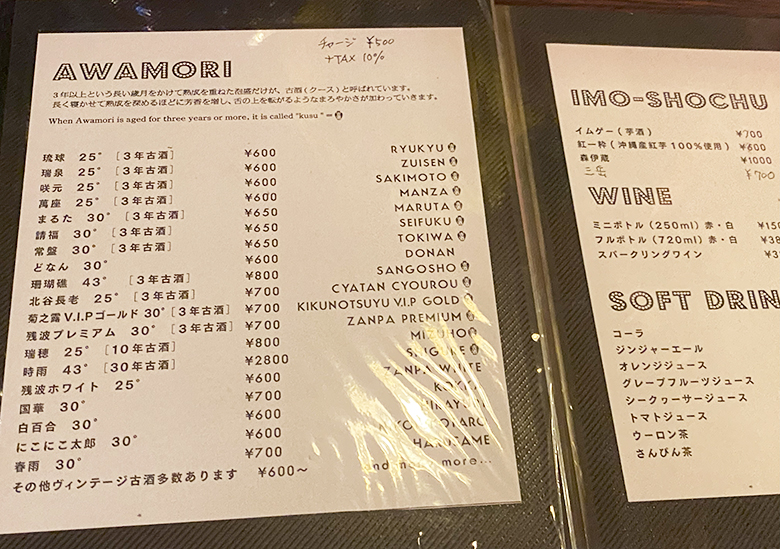 チャージ ¥500
+TAX 10%
AWAMORI
3年以上という長い歳月をかけて熟成を重ねた泡盛だけが、古酒(クース)と呼ばれています。
長く寝かせて熟成を深めるほどに芳香を増し、舌の上を転がるようなまろやかさが加わっていきます。
When Awamori is aged for three years or more, it is called "kusu" =
琉球 25° [3年古酒] ¥600 RYUKYU
瑞泉 25° [3年古酒] ¥600 ZUISEN
咲元 25° [3年古酒] ¥600 SAKIMOTO
萬座 25° [3年古酒] ¥600 MANZA
まるた 30° [3年古酒] ¥650 MARUTA
請福 30° [3年古酒] ¥650 SEIFUKU
常盤 30° [3年古酒] ¥650 TOKIWA
どなん 30° ¥600 DONAN
珊瑚礁 43° [3年古酒] ¥800 SANGOSHO
北谷長老 25° [3年古酒] ¥700 CYATAN CYOUROU
菊之露V.I.Pゴールド 30° [3年古酒] ¥700 KIKUNOTSUYU V.I.P GOLD
残波プレミアム 30° [3年古酒] ¥700 ZANPA PREMIUM
瑞穂 25° [10年古酒] ¥800 MIZUHO
時雨 43° [30年古酒] ¥2800 SHIGURE
残波ホワイト 25° ¥600 ZANPA WHITE
国華 30° ¥700
白百合 30° ¥600
にこにこ太郎 30° ¥600
春雨 30° ¥700 HARUSAME
その他ヴィンテージ古酒多数あります ¥600〜 more...
IMO-SHOCHU
イムゲー(芋酒) ¥700
紅一粋(沖縄産紅芋100%使用) ¥600
森伊蔵 ¥1000
三岳 ¥700
WINE
ミニボトル(250ml)赤・白
フルボトル(720ml)赤・白
スパークリングワイン
SOFT DRIN
コーラ
ジンジャーエール
オレンジジュース
グレープフルーツジュース
シークヮーサージュース
トマトジュース
ウーロン茶
さんぴん茶